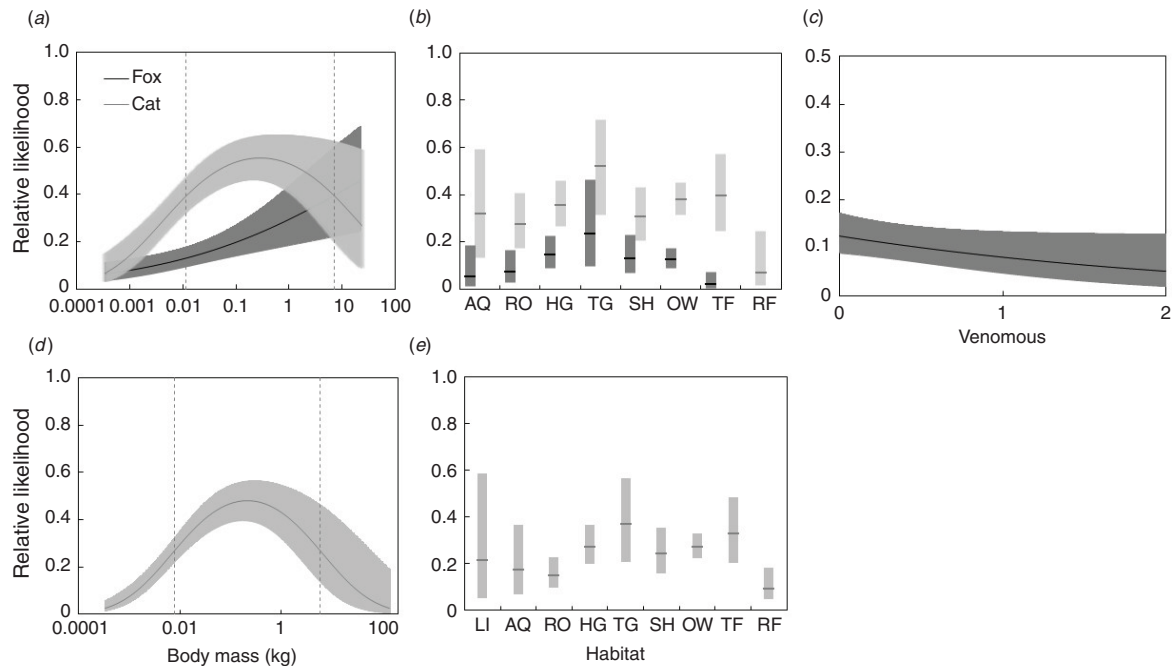 (a)
(b)
(c)
Relative likelihood
1.0
0.8
0.6
0.4
0.2
0
Fox
Cat
0.0001 0.001 0.01 0.1 1 10 100
1.0
0.8
0.6
0.4
0.2
0
AQ RO HG TG SH OW TF RF
0.5
0.4
0.3
0.2
0.1
0
0 1 2
Venomous
(d)
(e)
Relative likelihood
1.0
0.8
0.6
0.4
0.2
0
0.0001 0.01 1 100
Body mass (kg)
1.0
0.8
0.6
0.4
0.2
0
LI AQ RO HG TG SH OW TF RF
Habitat